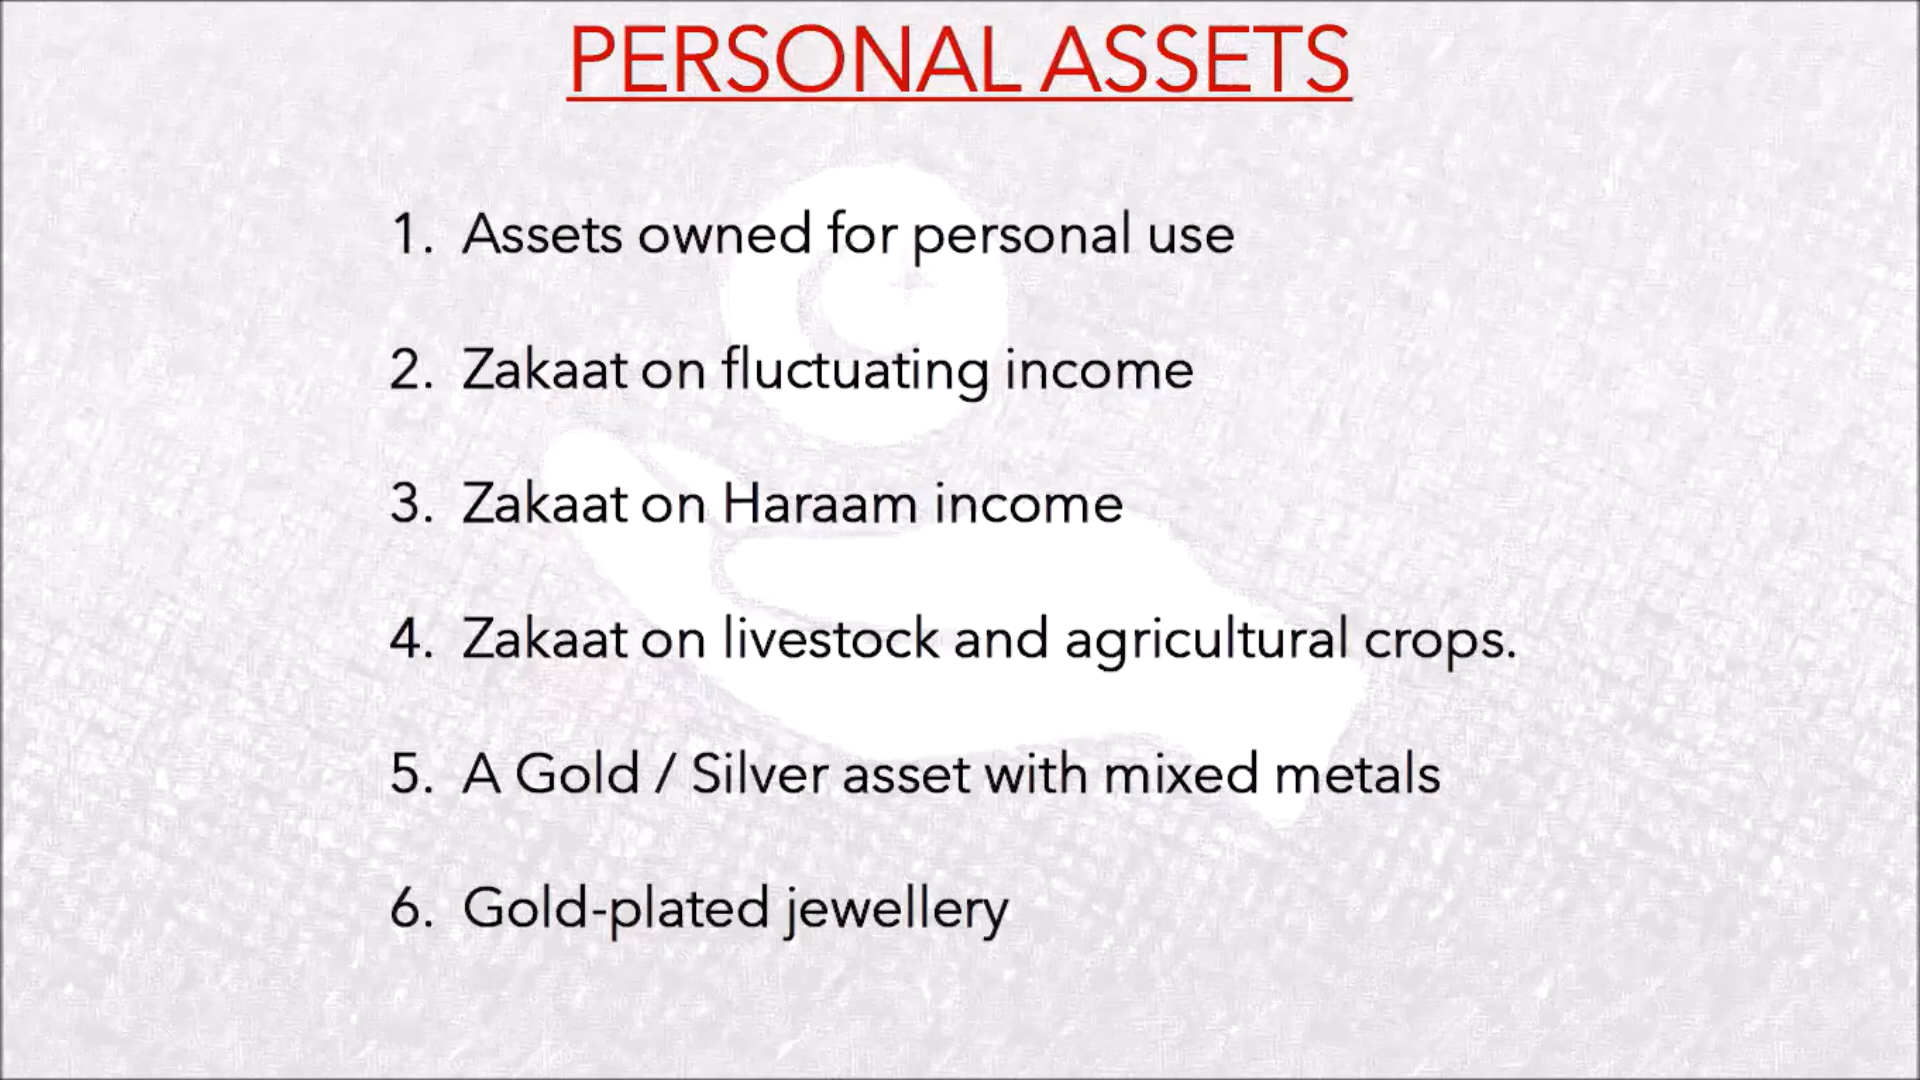 PERSONAL ASSETS
1. Assets owned for personal use
2. Zakaat on fluctuating income
3. Zakaat on Haraam income
4. Zakaat on livestock and agricultural crops.
5. A Gold / Silver asset with mixed metals
6. Gold-plated jewellery